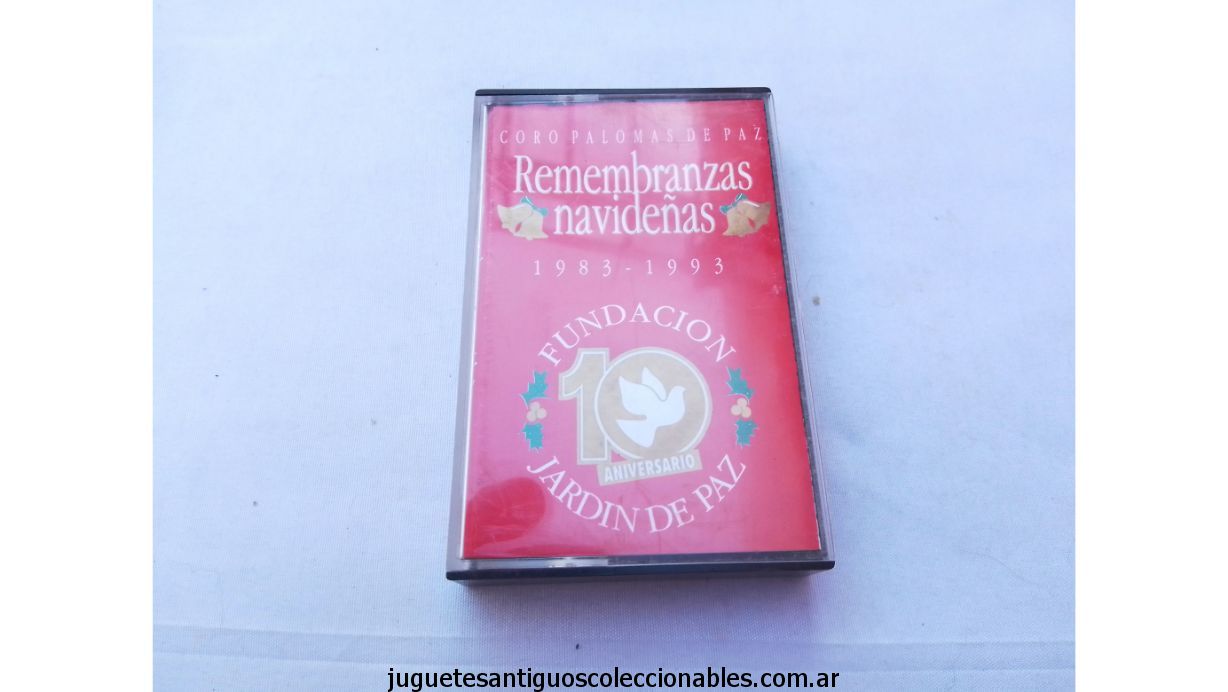 CORO PALOMAS DE PAZ
Remembranzas
navideñas
1983-1993
FUNDACION
10
ANIVERSARIO
JARDIN DE PAZ
juguetesantiguoscoleccionables.com.ar